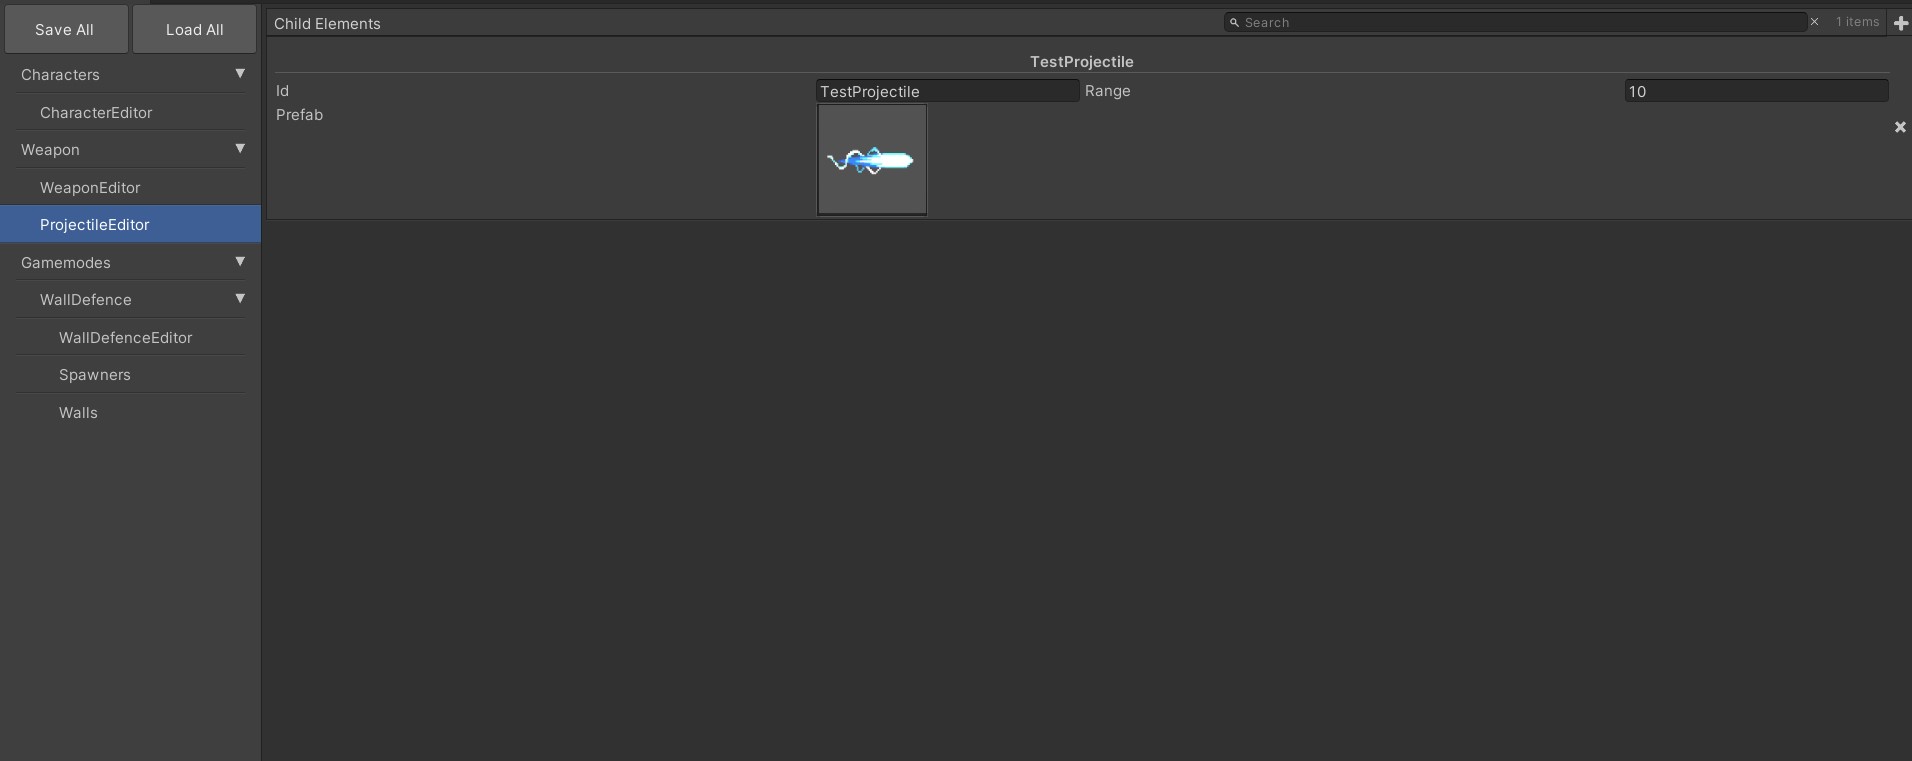 Save All
Load All
Characters
CharacterEditor
Weapon
WeaponEditor
ProjectileEditor
Gamemodes
WallDefence
WallDefenceEditor
Spawners
Walls
Child Elements
Search
1 items
TestProjectile
Id
TestProjectile
Range
10
Prefab